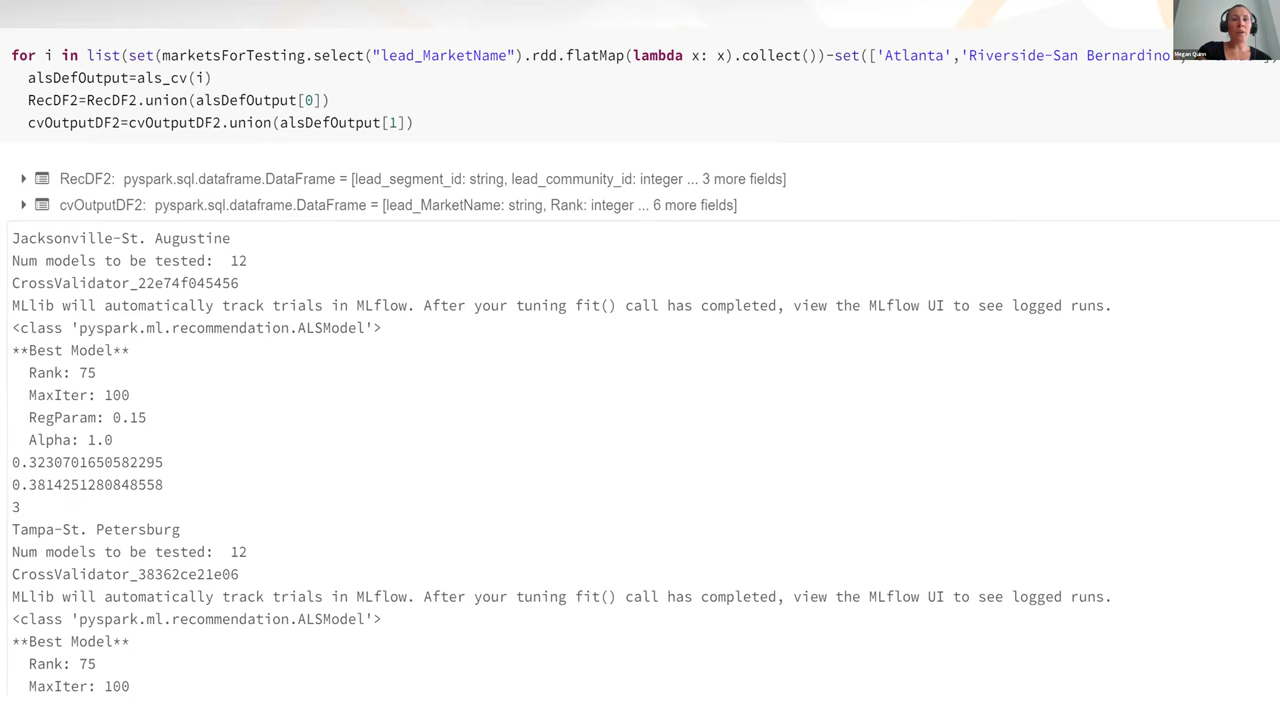 for i in list(set(marketsForTesting.select("lead_MarketName").rdd.flatMap(lambda x: x).collect())-set(['Atlanta','Riverside-San Bernardino
Megan Quinn
alsDefOutput=als_cv(i)
RecDF2=RecDF2.union(alsDefOutput[0])
cvOutputDF2=cvOutputDF2.union(alsDefOutput[1])
RecDF2: pyspark.sql.dataframe.DataFrame = [lead_segment_id: string, lead_community_id: integer ... 3 more fields]
cvOutputDF2: pyspark.sql.dataframe.DataFrame = [lead_MarketName: string, Rank: integer ... 6 more fields]
Jacksonville-St. Augustine
Num models to be tested:  12
CrossValidator_22e74f045456
MLlib will automatically track trials in MLflow. After your tuning fit() call has completed, view the MLflow UI to see logged runs.
<class 'pyspark.ml.recommendation.ALSModel'>
**Best Model**
Rank: 75
MaxIter: 100
RegParam: 0.15
Alpha: 1.0
0.3230701650582295
0.3814251280848558
3
Tampa-St. Petersburg
Num models to be tested:  12
CrossValidator_38362ce21e06
MLlib will automatically track trials in MLflow. After your tuning fit() call has completed, view the MLflow UI to see logged runs.
<class 'pyspark.ml.recommendation.ALSModel'>
**Best Model**
Rank: 75
MaxIter: 100